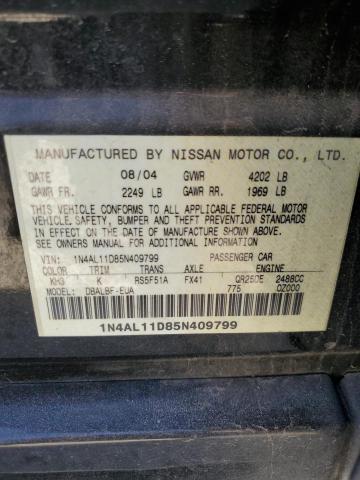 MANUFACTURED BY NISSAN MOTOR CO., LTD.
DATE 08/04 GVWR 4202 LB
GAWR FR. 2249 LB GAWR RR. 1969 LB
THIS VEHICLE CONFORMS TO ALL APPLICABLE FEDERAL MOTOR
VEHICLE SAFETY, BUMPER AND THEFT PREVENTION STANDARDS
IN EFFECT ON THE DATE OF MANUFACTURE SHOWN ABOVE.
SEE OWNERS MANUAL FOR ADDITIONAL INFORMATION
VIN: 1N4AL11D85N409799 PASSENGER CAR
COLOR TRIM TRANS AXLE ENGINE
KH3 K RS5F51A FX41 QR25DE 2488CC
MODEL: DBALBF-EUA 775 0Z000
1N4AL11D85N409799